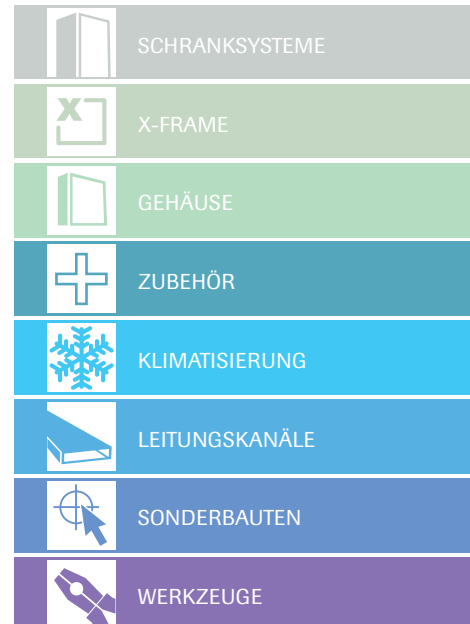 SCHRANKSYSTEME
X-FRAME
GEHÄUSE
ZUBEHÖR
KLIMATISIERUNG
LEITUNGSKANÄLE
SONDERBAUTEN
WERKZEUGE